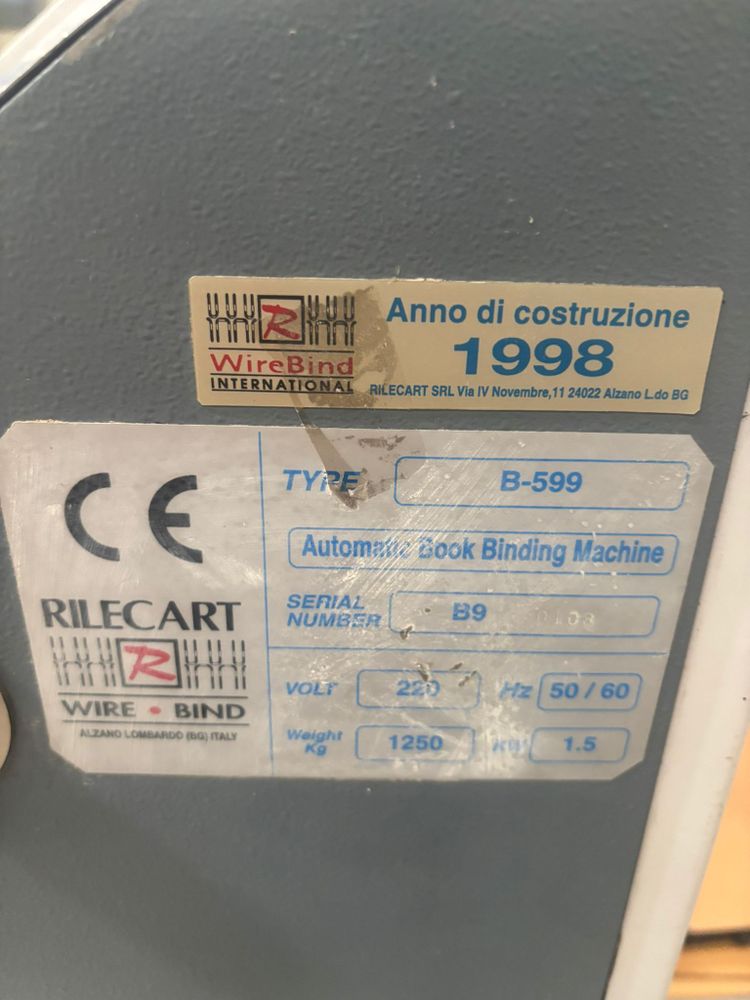 R
WireBind
INTERNATIONAL
Anno di costruzione
1998
RILECART SRL Via IV Novembre,11 24022 Alzano L.do BG
CE
RILECART
R
WIRE • BIND
ALZANO LOMBARDO (BG) ITALY
TYPE B-599
Automatic Book Binding Machine
SERIAL NUMBER B9
VOLT 220 Hz 50 / 60
Weight Kg 1250 KW 1.5